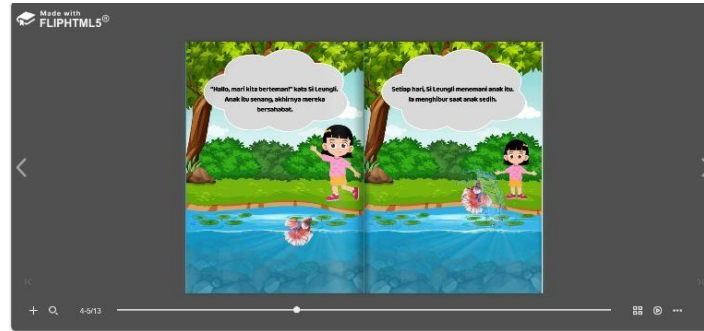 Made with
FLIPHTML5®
"Hallo, mari kita berteman!" kata Si Leungli.
Anak itu senang, akhirnya mereka
bersahabat.
Setiap hari, Si Leungli menemani anak itu.
Ia menghibur saat anak sedih.
4-5/13